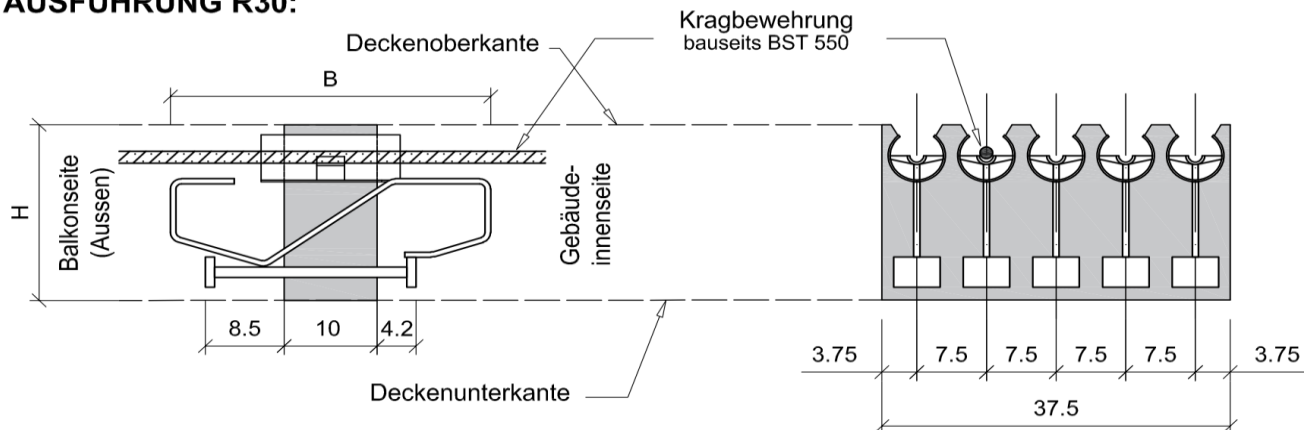 AUSFÜHRUNG R30:
Kragbewehrung
bauseits BST 550
Deckenoberkante
B
H
Balkonseite
(Aussen)
Gebäude-
innenseite
8.5 10 4.2
3.75 7.5 7.5 7.5 7.5 3.75
Deckenunterkante
37.5